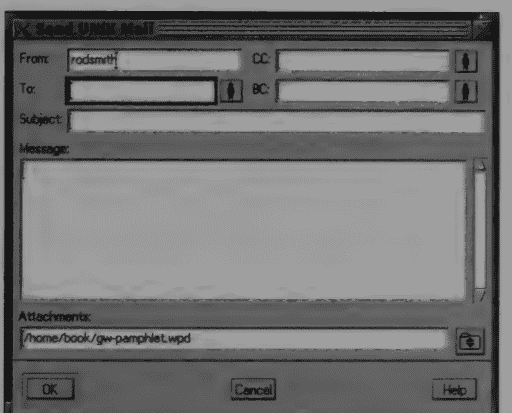 Send UNIX Mail
From: rodsmith CC:
To: BC:
Subject:
Message:
Attachments:
/home/book/gw-pamphlet.wpd
OK Cancel Help